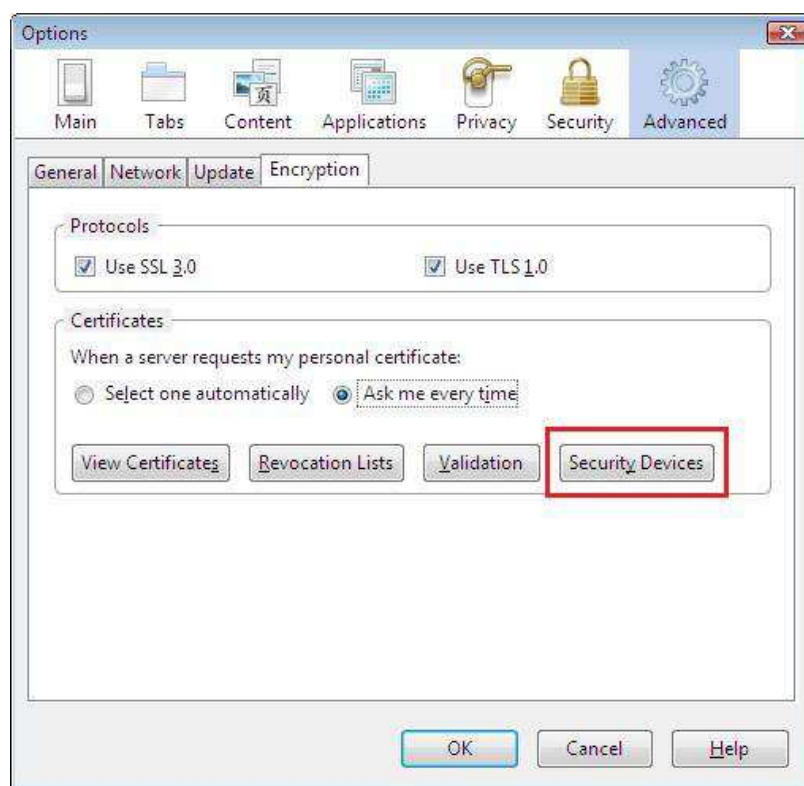 Options
Main Tabs Content Applications Privacy Security Advanced
General Network Update Encryption
Protocols
Use SSL 3.0 Use TLS 1.0
Certificates
When a server requests my personal certificate:
Select one automatically Ask me every time
View Certificates Revocation Lists Validation Security Devices
OK Cancel Help